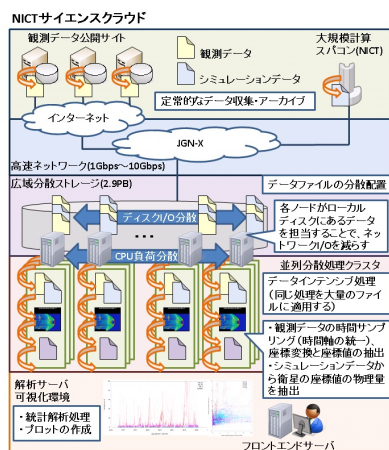 NICTサイエンスクラウド
観測データ公開サイト
観測データ
シミュレーションデータ
大規模計算
スパコン(NICT)
定常的なデータ収集・アーカイブ
インターネット
JGN-X
高速ネットワーク(1Gbps～10Gbps)
広域分散ストレージ(2.9PB)
データファイルの分散配置
ディスクI/O分散
各ノードがローカル
ディスクにあるデータ
を担当することで、ネッ
トワークI/Oを減らす
CPU負荷分散
並列分散処理クラスタ
データインテンシブ処理
(同じ処理を大量のファ
イルに適用する)
・観測データの時間サンプ
リング(時間軸の統一)、
座標変換と座標値の抽出
・シミュレーションデータか
ら衛星の座標値の物理量
を抽出
解析サーバ
可視化環境
・統計解析処理
・プロットの作成
フロントエンドサーバ